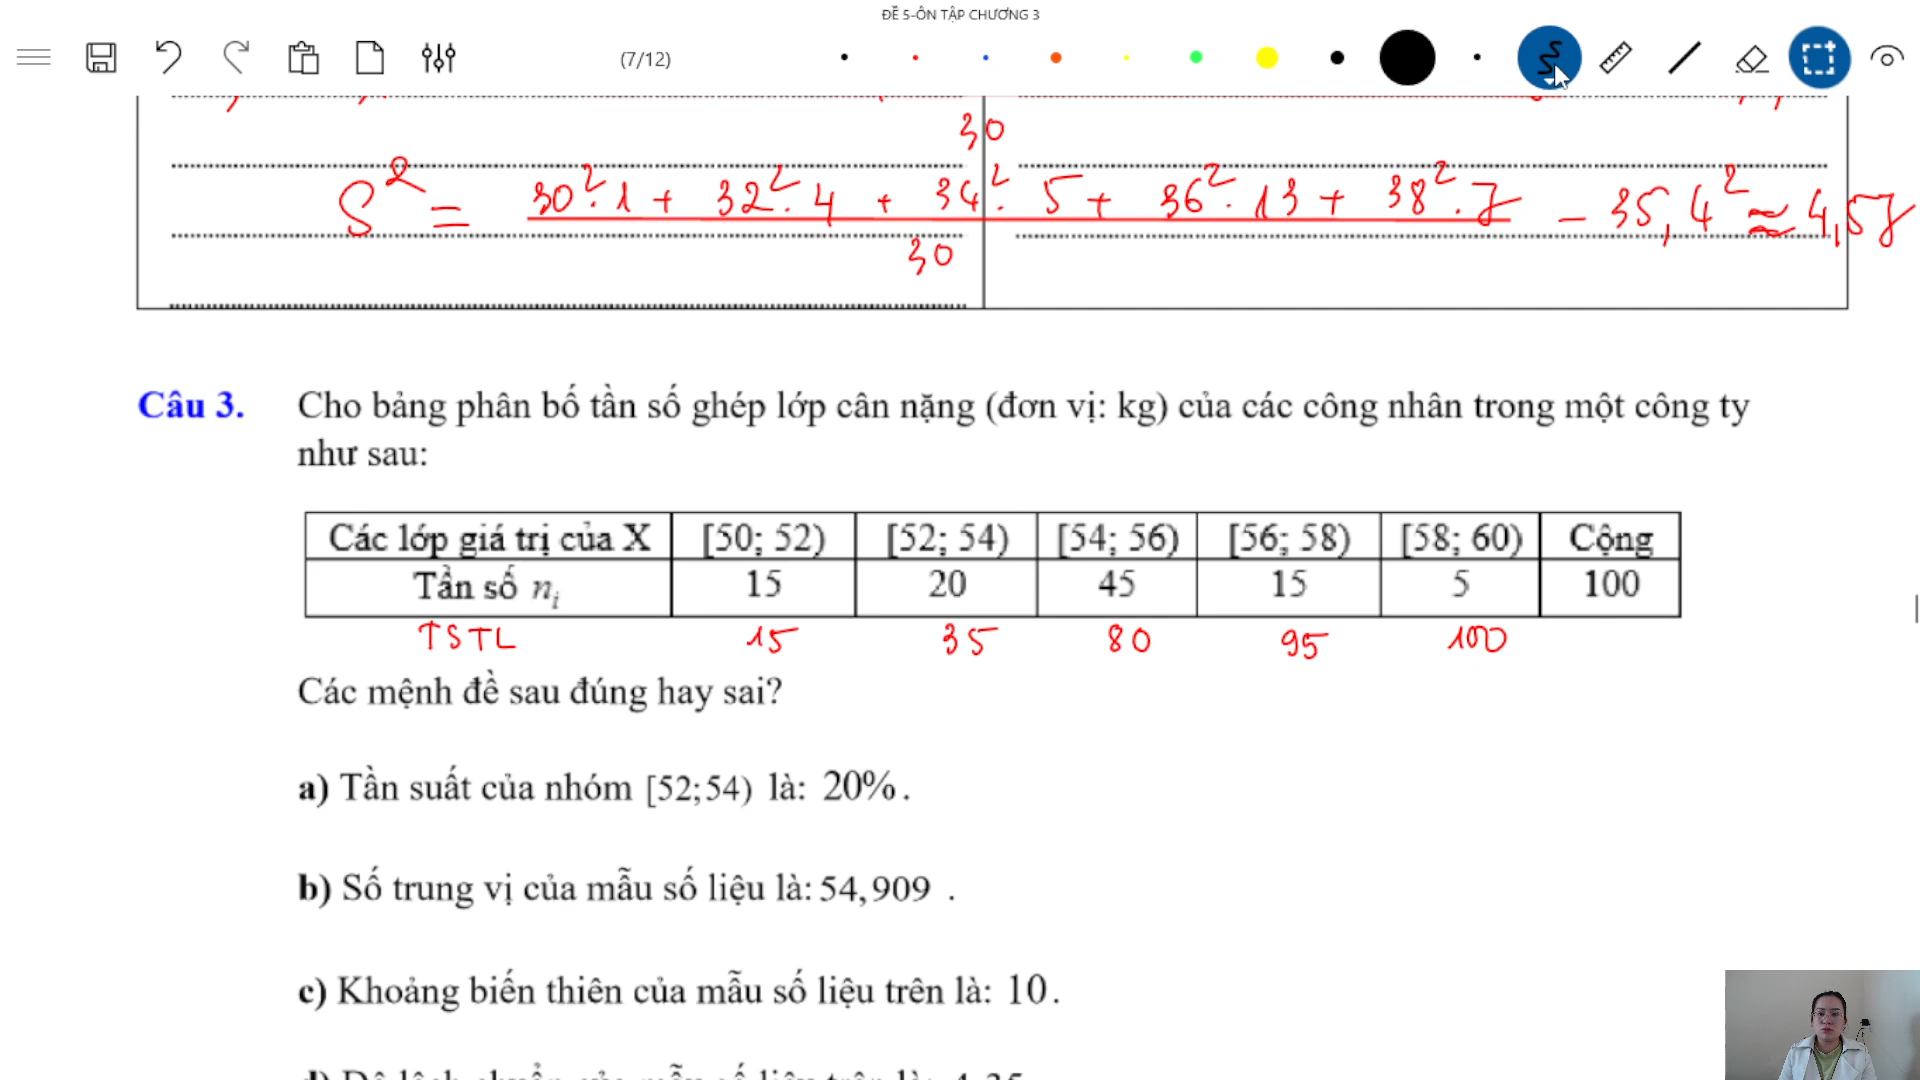 ĐỀ 5-ÔN TẬP CHƯƠNG 3
(7/12)
30
S² = 30².1 + 32².4 + 34².5 + 36².13 + 38².7 − 35,4² ≈ 4,57
30
Câu 3. Cho bảng phân bố tần số ghép lớp cân nặng (đơn vị: kg) của các công nhân trong một công ty
như sau:
Các lớp giá trị của X [50; 52) [52; 54) [54; 56) [56; 58) [58; 60) Cộng
Tần số nᵢ 15 20 45 15 5 100
TSTL 15 35 80 95 100
Các mệnh đề sau đúng hay sai?
a) Tần suất của nhóm [52;54) là: 20%.
b) Số trung vị của mẫu số liệu là: 54,909 .
c) Khoảng biến thiên của mẫu số liệu trên là: 10.